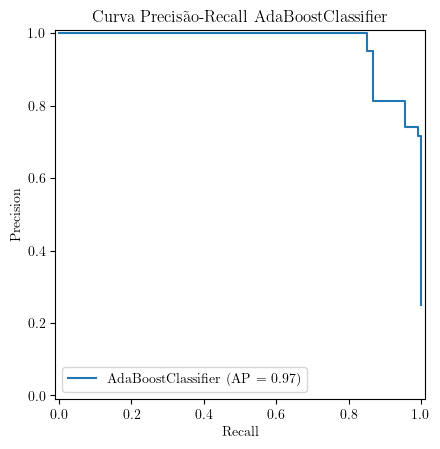 Curva Precisão-Recall AdaBoostClassifier
1.0
0.8
0.6
0.4
0.2
0.0
Precision
AdaBoostClassifier (AP = 0.97)
0.0 0.2 0.4 0.6 0.8 1.0
Recall